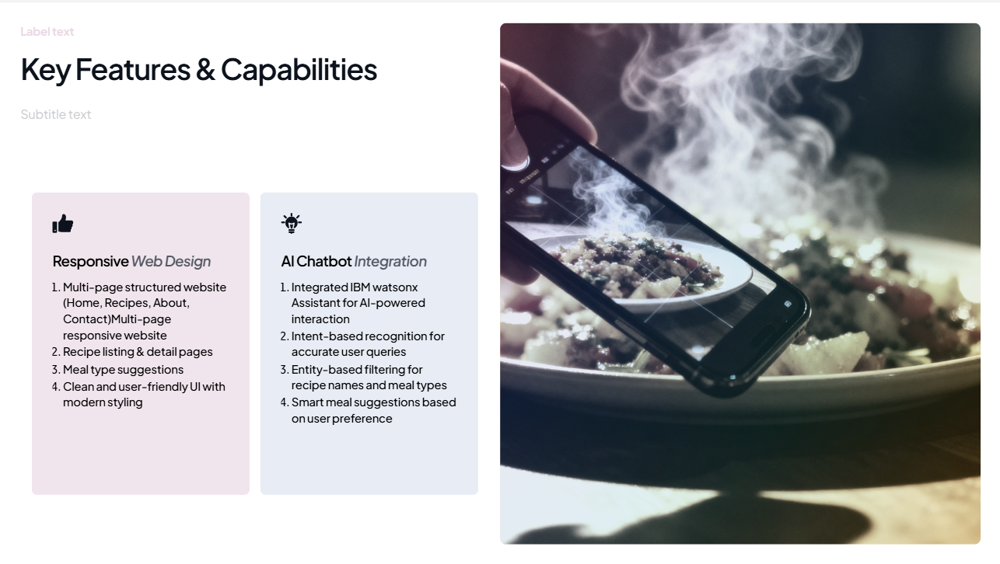 Label text
Key Features & Capabilities
Subtitle text
Responsive Web Design
1. Multi-page structured website
(Home, Recipes, About,
Contact)Multi-page
responsive website
2. Recipe listing & detail pages
3. Meal type suggestions
4. Clean and user-friendly UI with
modern styling
AI Chatbot Integration
1. Integrated IBM watsonx
Assistant for AI-powered
interaction
2. Intent-based recognition for
accurate user queries
3. Entity-based filtering for
recipe names and meal types
4. Smart meal suggestions based
on user preference